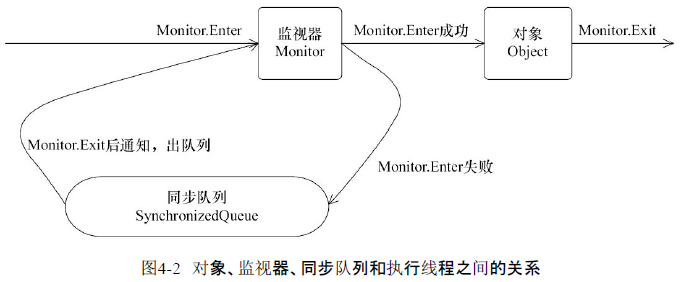 Monitor.Enter
监视器
Monitor
Monitor.Enter成功
对象
Object
Monitor.Exit
Monitor.Exit后通知，出队列
Monitor.Enter失败
同步队列
SynchronizedQueue
图4-2 对象、监视器、同步队列和执行线程之间的关系